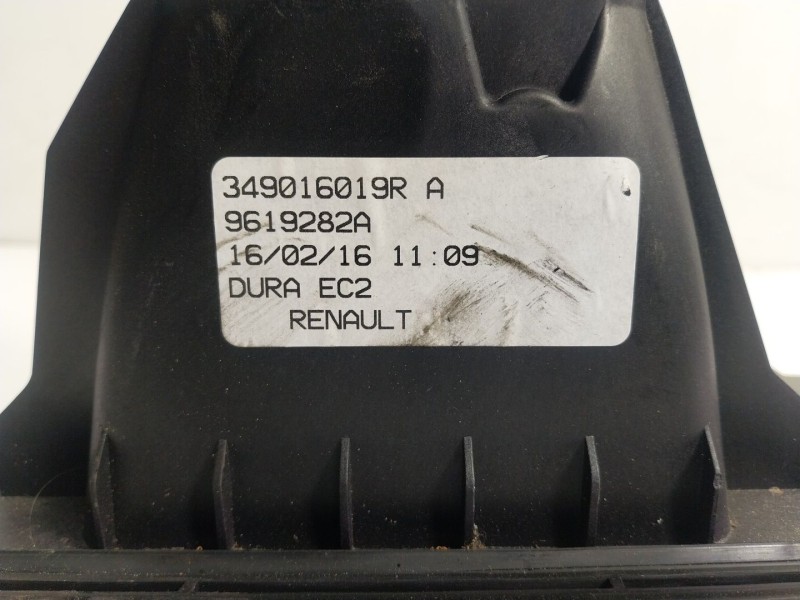 349016019R A
9619282A
16/02/16 11:09
DURA EC2
RENAULT